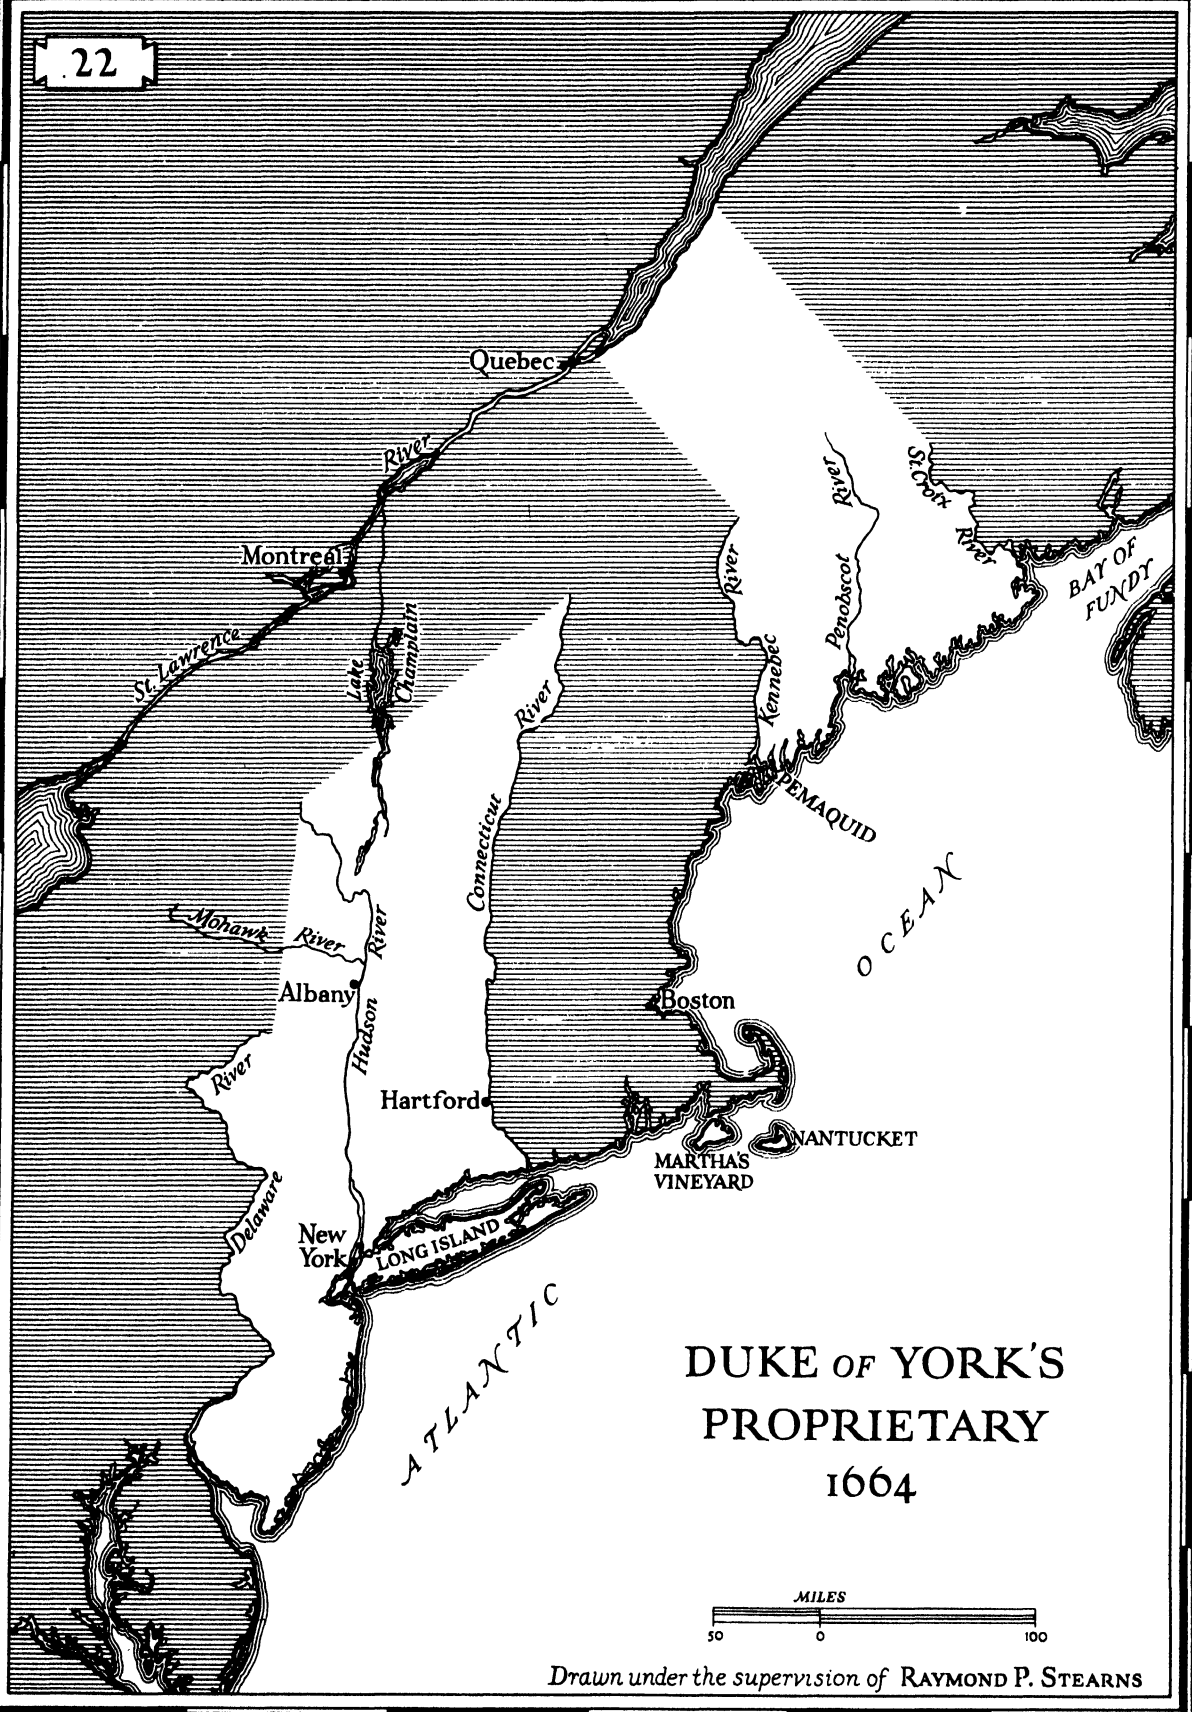 22
Quebec
River
Montreal
St. Lawrence
Lake
Champlain
River
Connecticut
River
Kennebec
River
Penobscot
St. Croix
River
BAY OF
FUNDY
PEMAQUID
OCEAN
Mohawk
River
River
Albany
Hudson
Boston
River
Hartford
NANTUCKET
MARTHA'S
VINEYARD
Delaware
New
York
LONG ISLAND
ATLANTIC
DUKE OF YORK'S
PROPRIETARY
1664
MILES
50 0 100
Drawn under the supervision of RAYMOND P. STEARNS